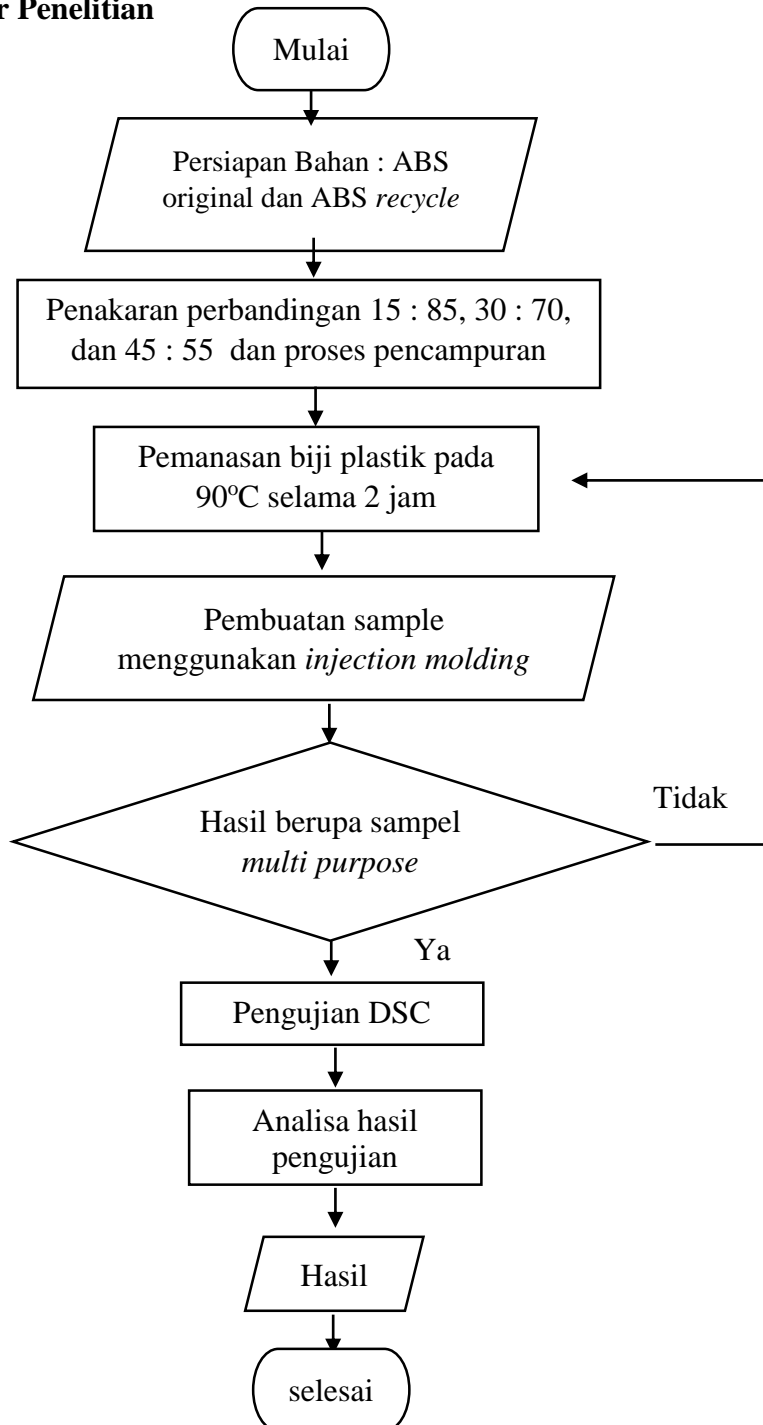 r Penelitian
Mulai
Persiapan Bahan : ABS
original dan ABS recycle
Penakaran perbandingan 15 : 85, 30 : 70,
dan 45 : 55  dan proses pencampuran
Pemanasan biji plastik pada
90°C selama 2 jam
Pembuatan sample
menggunakan injection molding
Hasil berupa sampel
multi purpose
Tidak
Ya
Pengujian DSC
Analisa hasil
pengujian
Hasil
selesai